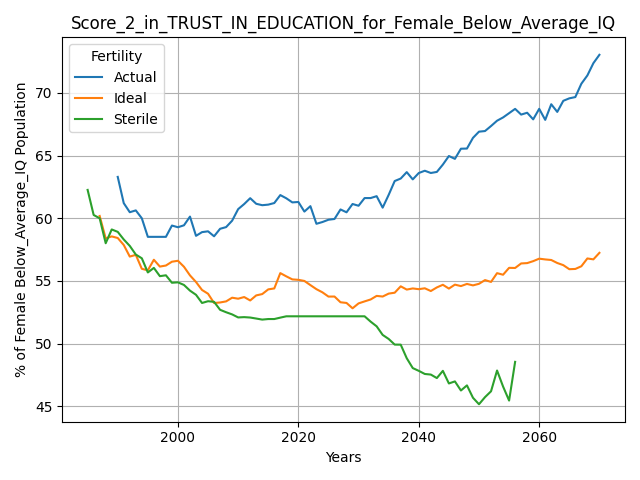 Score_2_in_TRUST_IN_EDUCATION_for_Female_Below_Average_IQ
Fertility
Actual
Ideal
Sterile
% of Female Below_Average_IQ Population
70
65
60
55
50
45
2000
2020
2040
2060
Years